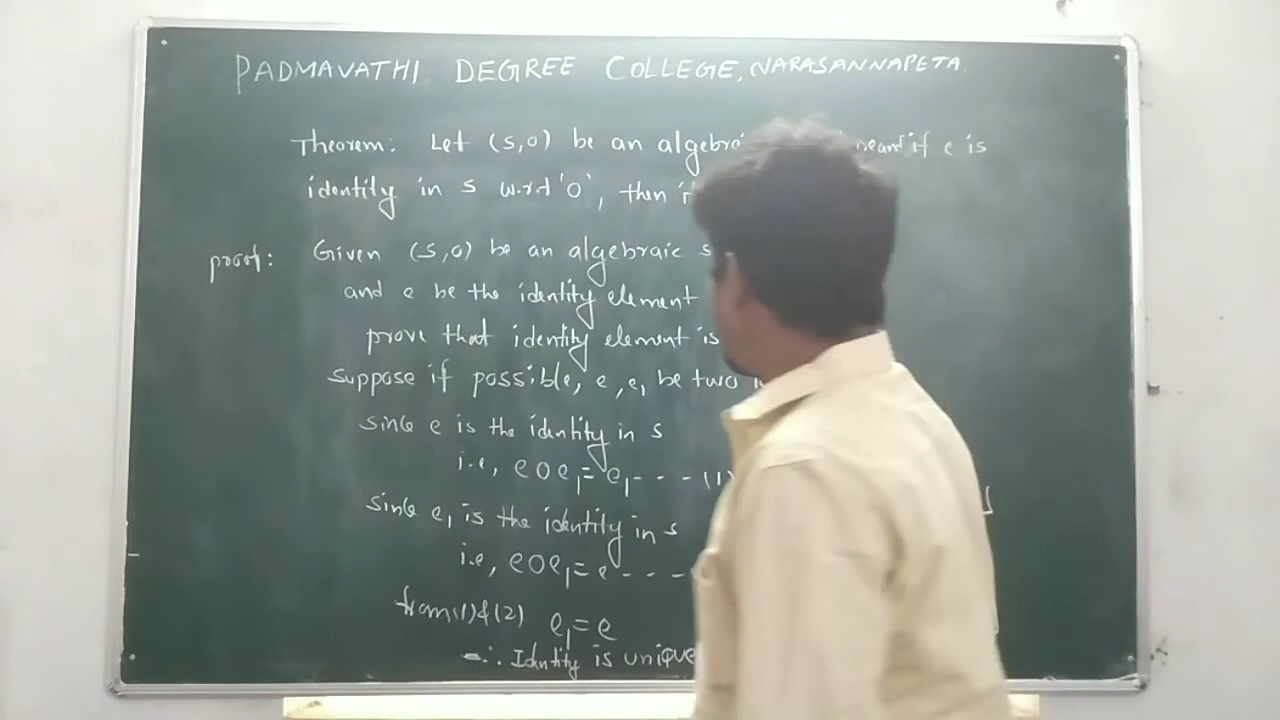 PADMAVATHI DEGREE COLLEGE, NARASANNAPETA
Theorem: Let (S,O) be an if e is
identity in S w.r.t 'O', then
proof: Given (S,O) be an algebraic
and e be the identity element
prove that identity element is
suppose if possible, e, e₁ be two
since e is the identity in S
i.e, eoe₁ = e₁ - - - (1)
since e₁ is the identity in S
i.e, eoe₁ = e - - -
from (1)&(2) e₁ = e
∴ Identity is unique